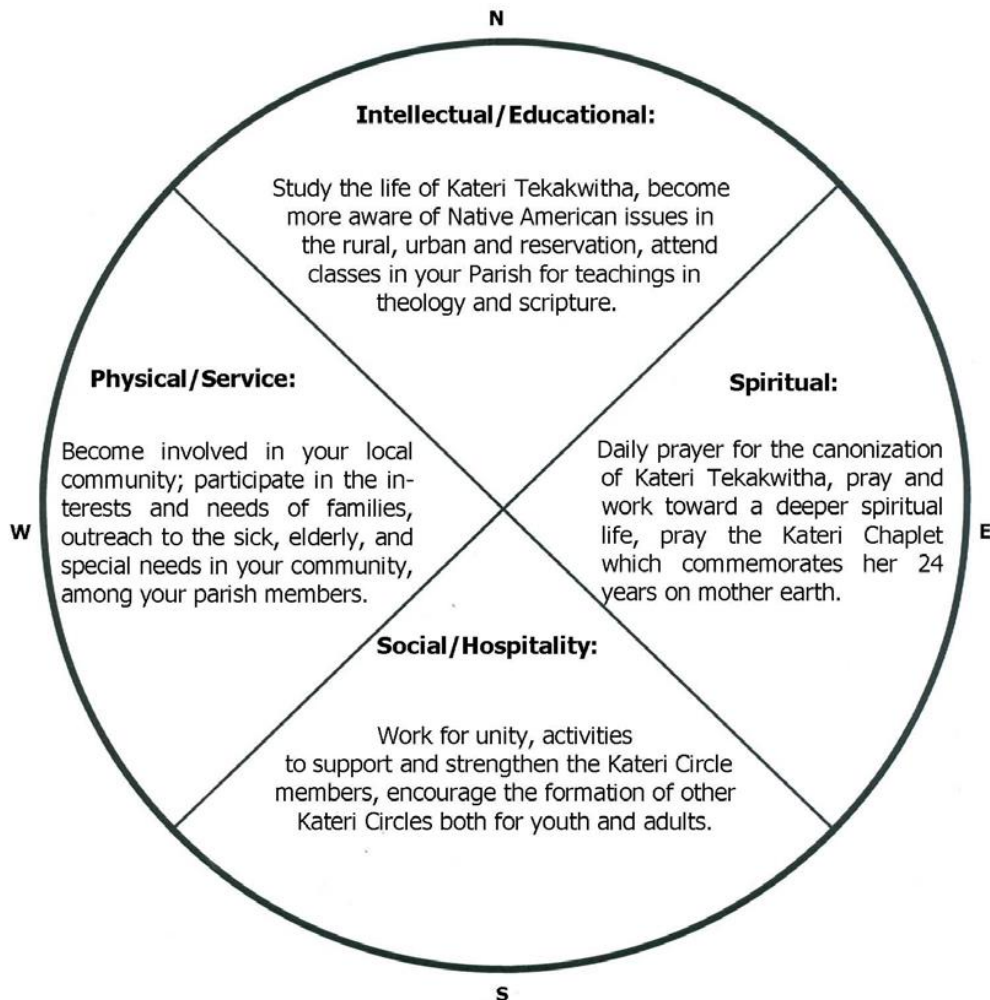 N
Intellectual/Educational:
Study the life of Kateri Tekakwitha, become
more aware of Native American issues in
the rural, urban and reservation, attend
classes in your Parish for teachings in
theology and scripture.
Physical/Service:
Become involved in your local
community; participate in the in-
terests and needs of families,
outreach to the sick, elderly, and
special needs in your community,
among your parish members.
W
Spiritual:
Daily prayer for the canonization
of Kateri Tekakwitha, pray and
work toward a deeper spiritual
life, pray the Kateri Chaplet
which commemorates her 24
years on mother earth.
E
Social/Hospitality:
Work for unity, activities
to support and strengthen the Kateri Circle
members, encourage the formation of other
Kateri Circles both for youth and adults.
S